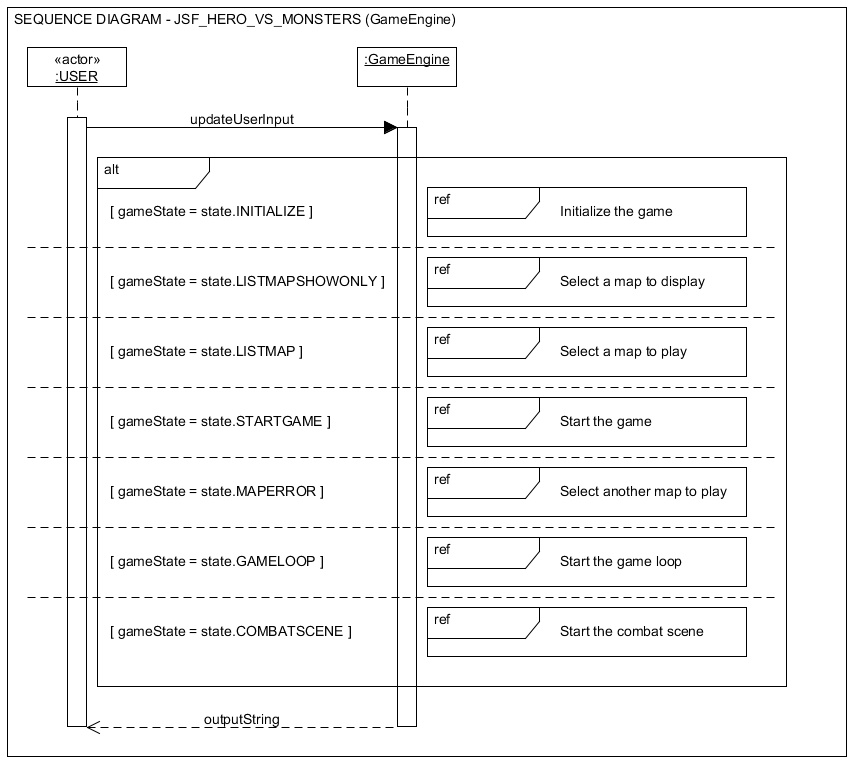 SEQUENCE DIAGRAM - JSF_HERO_VS_MONSTERS (GameEngine)
«actor»
:USER
:GameEngine
updateUserInput
alt
[ gameState = state.INITIALIZE ]
ref
Initialize the game
[ gameState = state.LISTMAPSHOWONLY ]
ref
Select a map to display
[ gameState = state.LISTMAP ]
ref
Select a map to play
[ gameState = state.STARTGAME ]
ref
Start the game
[ gameState = state.MAPERROR ]
ref
Select another map to play
[ gameState = state.GAMELOOP ]
ref
Start the game loop
[ gameState = state.COMBATSCENE ]
ref
Start the combat scene
outputString